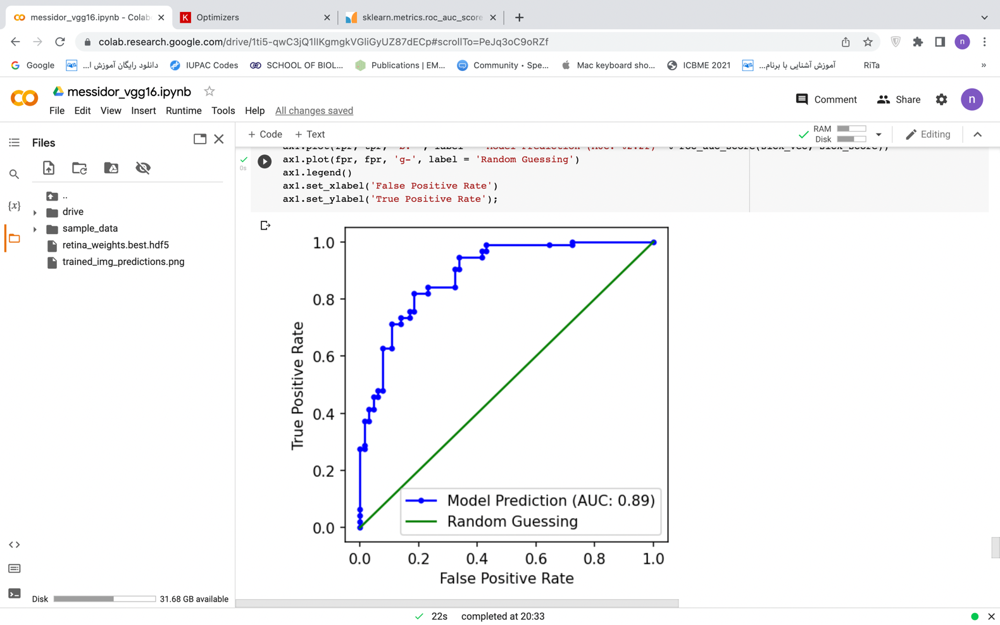 messidor_vgg16.ipynb - Colab
Optimizers
sklearn.metrics.roc_auc_score
colab.research.google.com/drive/1ti5-qwC3jQ1lIKgmgkVGliGyUZ87dECp#scrollTo=PeJq3oC9oRZf
n
Google
دانلود رایگان آموزش ا...
IUPAC Codes
SCHOOL OF BIOL...
Publications | EM...
Community • Spe...
Mac keyboard sho...
ICBME 2021
آموزش آشنایی با برنام...
RiTa
»
messidor_vgg16.ipynb
File Edit View Insert Runtime Tools Help All changes saved
Comment
Share
n
Files
+ Code + Text
RAM
Disk
Editing
0s
ax1.plot(fpr, fpr, 'g-', label = 'Random Guessing')
ax1.legend()
ax1.set_xlabel('False Positive Rate')
ax1.set_ylabel('True Positive Rate');
{x}
..
drive
sample_data
retina_weights.best.hdf5
trained_img_predictions.png
1.0
0.8
0.6
0.4
0.2
0.0
True Positive Rate
Model Prediction (AUC: 0.89)
Random Guessing
0.0 0.2 0.4 0.6 0.8 1.0
False Positive Rate
Disk 31.68 GB available
22s completed at 20:33